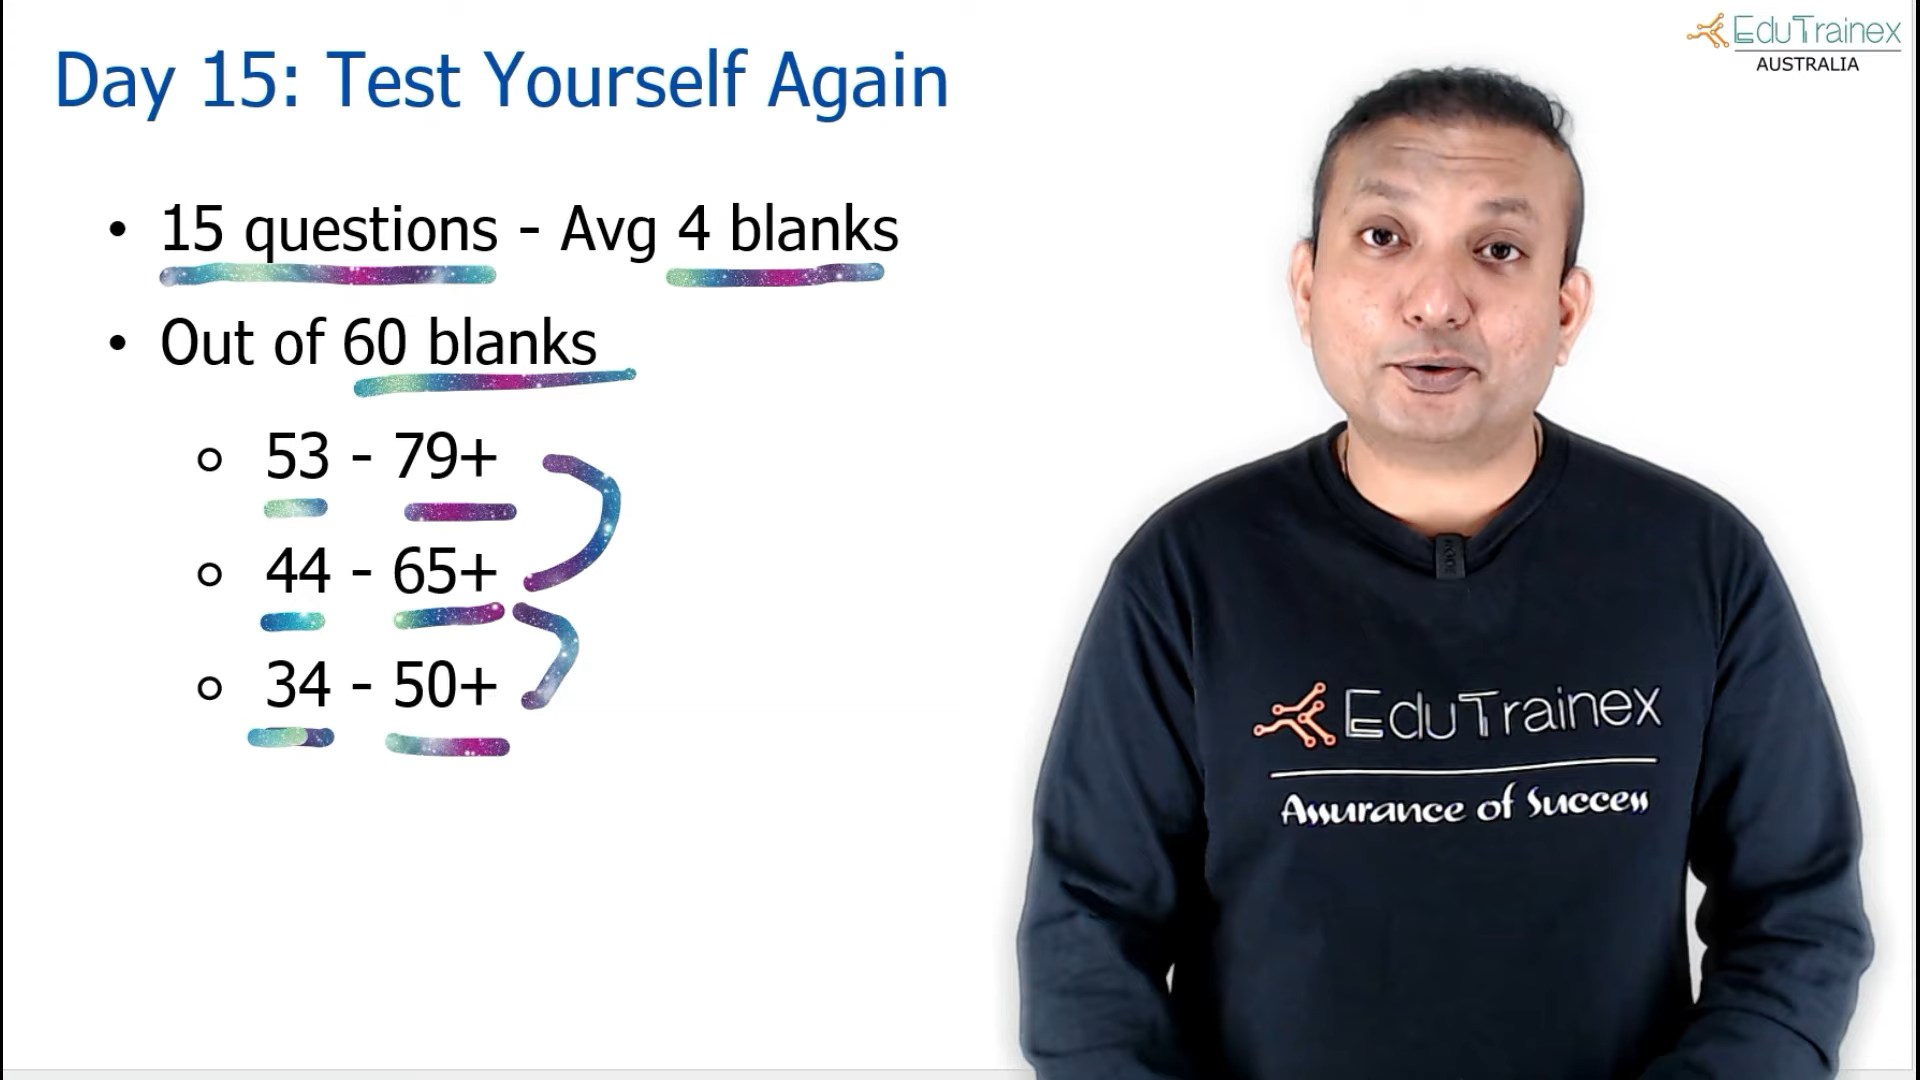 EduTrainex
AUSTRALIA
Day 15: Test Yourself Again
• 15 questions - Avg 4 blanks
• Out of 60 blanks
○ 53 - 79+
○ 44 - 65+
○ 34 - 50+
RODE
EduTrainex
Assurance of Success